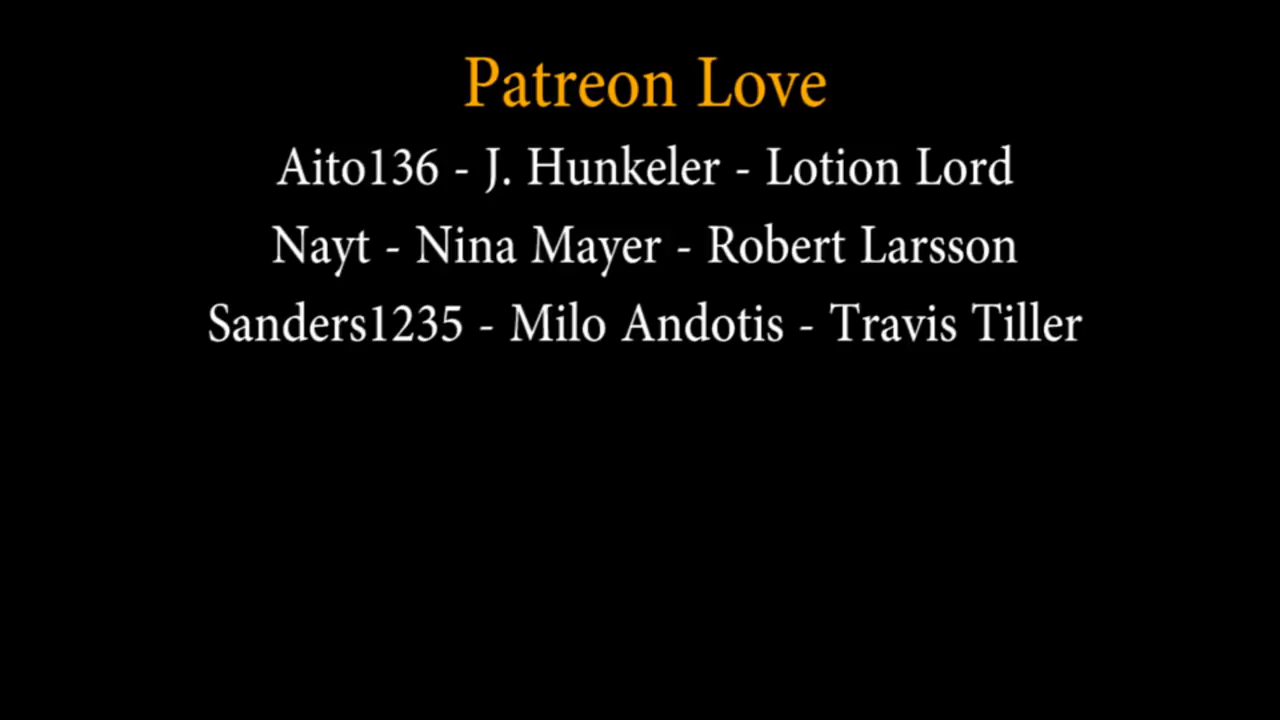 Patreon Love
Aito136 - J. Hunkeler - Lotion Lord
Nayt - Nina Mayer - Robert Larsson
Sanders1235 - Milo Andotis - Travis Tiller